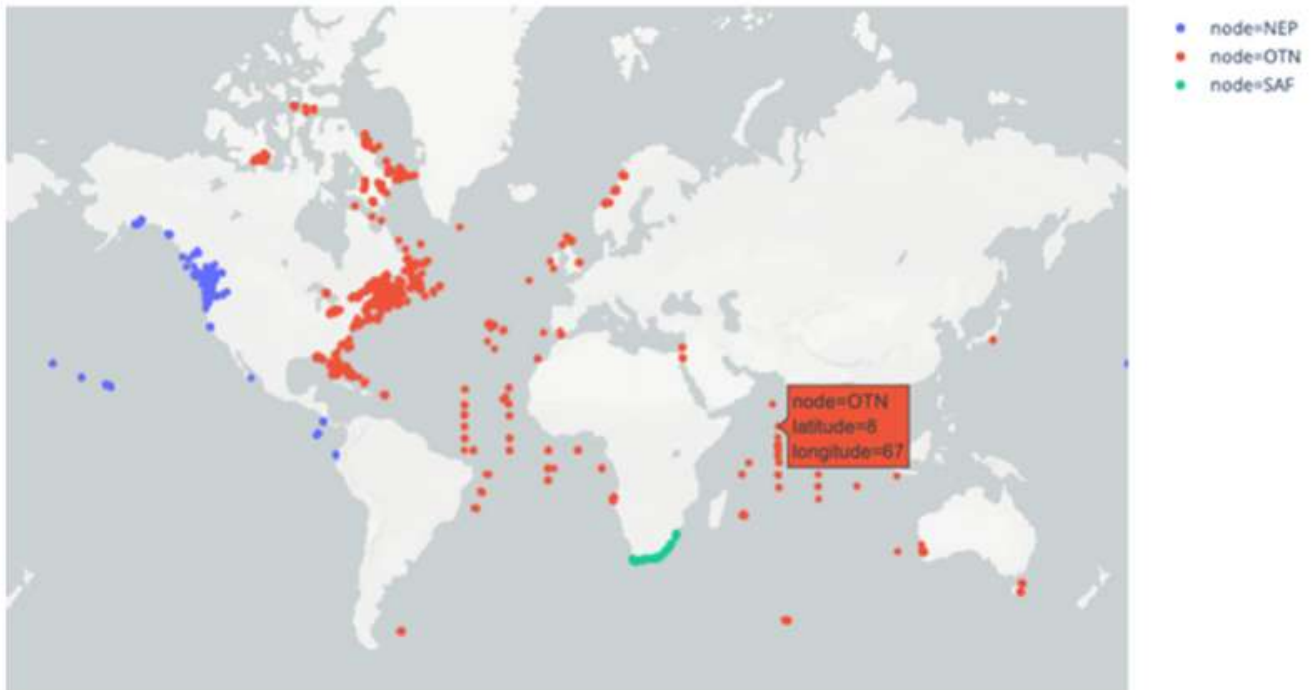 node=NEP
node=OTN
node=SAF
node=OTN
latitude=8
longitude=67